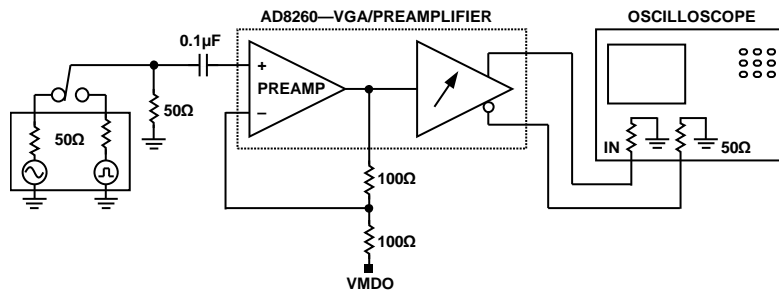 AD8260—VGA/PREAMPLIFIER
OSCILLOSCOPE
0.1µF
+
PREAMP
–
50Ω
50Ω
IN
50Ω
100Ω
100Ω
VMDO